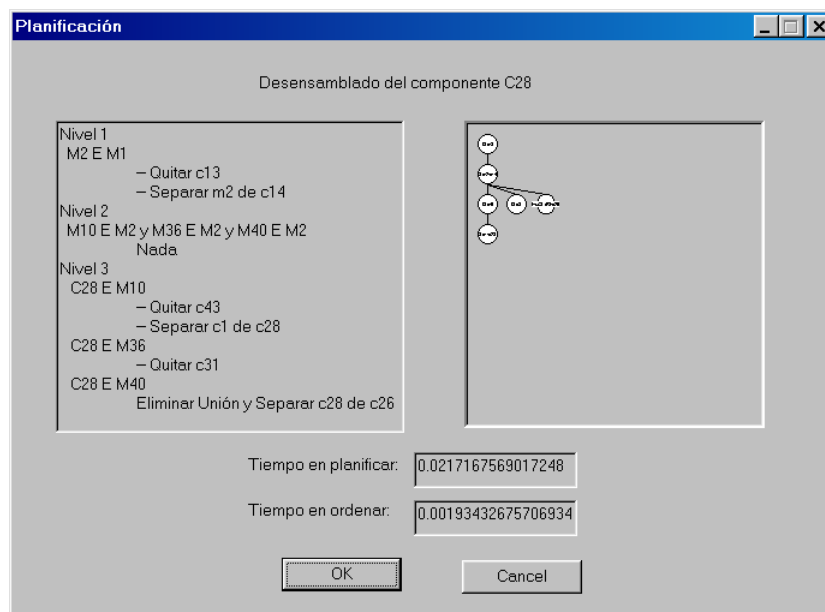 Planificación
Desensamblado del componente C28
Nivel 1
M2 E M1
– Quitar c13
– Separar m2 de c14
Nivel 2
M10 E M2 y M36 E M2 y M40 E M2
Nada
Nivel 3
C28 E M10
– Quitar c43
– Separar c1 de c28
C28 E M36
– Quitar c31
C28 E M40
Eliminar Unión y Separar c28 de c26
Tiempo en planificar:
0.0217167569017248
Tiempo en ordenar:
0.00193432675706934
OK
Cancel